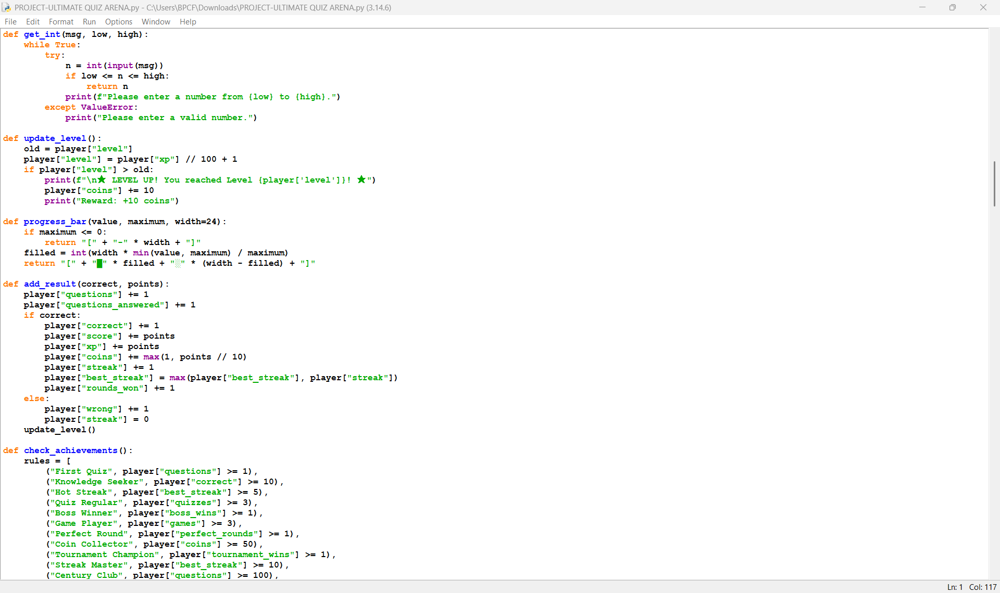 PROJECT-ULTIMATE QUIZ ARENA.py - C:\Users\BPCF\Downloads\PROJECT-ULTIMATE QUIZ ARENA.py (3.14.6)
File Edit Format Run Options Window Help
def get_int(msg, low, high):
    while True:
        try:
            n = int(input(msg))
            if low <= n <= high:
                return n
            print(f"Please enter a number from {low} to {high}.")
        except ValueError:
            print("Please enter a valid number.")

def update_level():
    old = player["level"]
    player["level"] = player["xp"] // 100 + 1
    if player["level"] > old:
        print(f"\n★ LEVEL UP! You reached Level {player['level']}! ★")
        player["coins"] += 10
        print("Reward: +10 coins")

def progress_bar(value, maximum, width=24):
    if maximum <= 0:
        return "[" + "-" * width + "]"
    filled = int(width * min(value, maximum) / maximum)
    return "[" + "█" * filled + "░" * (width - filled) + "]"

def add_result(correct, points):
    player["questions"] += 1
    player["questions_answered"] += 1
    if correct:
        player["correct"] += 1
        player["score"] += points
        player["xp"] += points
        player["coins"] += max(1, points // 10)
        player["streak"] += 1
        player["best_streak"] = max(player["best_streak"], player["streak"])
        player["rounds_won"] += 1
    else:
        player["wrong"] += 1
        player["streak"] = 0
    update_level()

def check_achievements():
    rules = [
        ("First Quiz", player["questions"] >= 1),
        ("Knowledge Seeker", player["correct"] >= 10),
        ("Hot Streak", player["best_streak"] >= 5),
        ("Quiz Regular", player["quizzes"] >= 3),
        ("Boss Winner", player["boss_wins"] >= 1),
        ("Game Player", player["games"] >= 3),
        ("Perfect Round", player["perfect_rounds"] >= 1),
        ("Coin Collector", player["coins"] >= 50),
        ("Tournament Champion", player["tournament_wins"] >= 1),
        ("Streak Master", player["best_streak"] >= 10),
        ("Century Club", player["questions"] >= 100),
Ln: 1 Col: 117